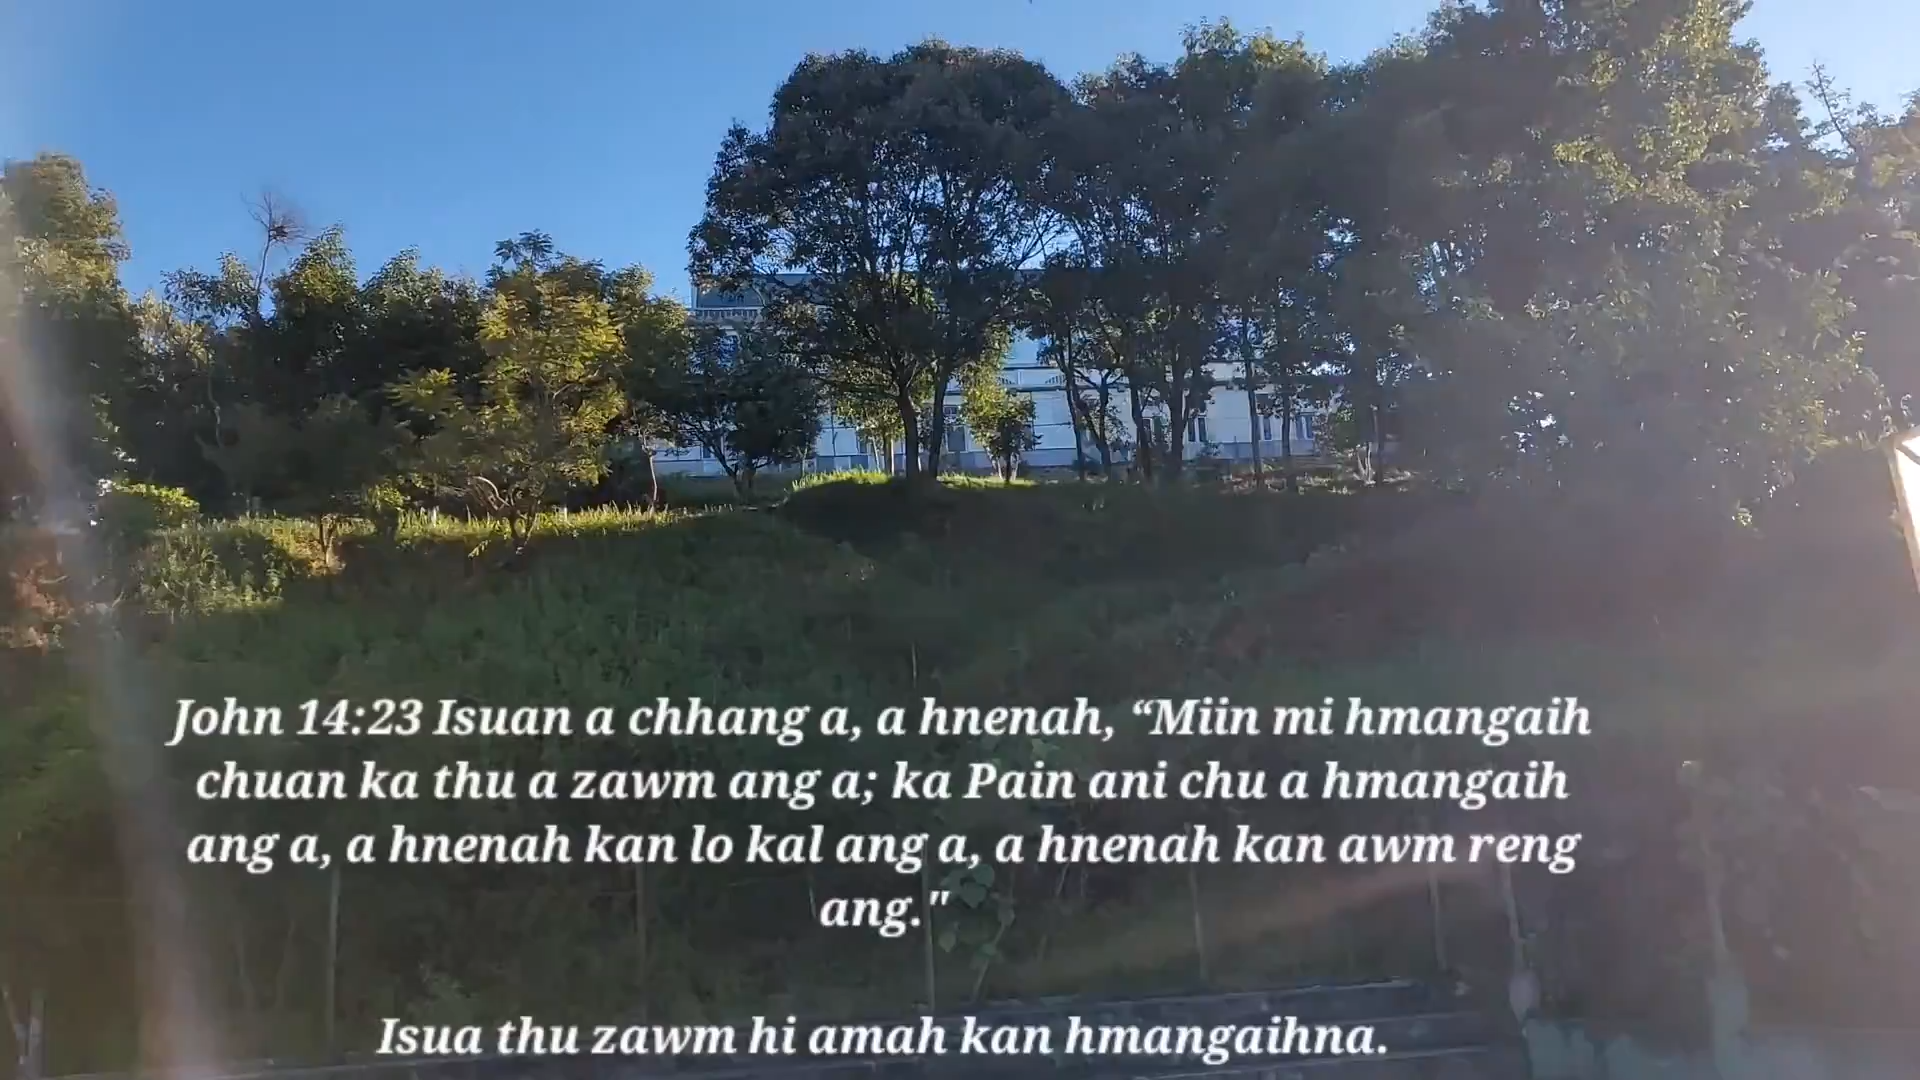 John 14:23 Isuan a chhang a, a hnenah, “Miin mi hmangaih
chuan ka thu a zawm ang a; ka Pain ani chu a hmangaih
ang a, a hnenah kan lo kal ang a, a hnenah kan awm reng
ang."
Isua thu zawm hi amah kan hmangaihna.